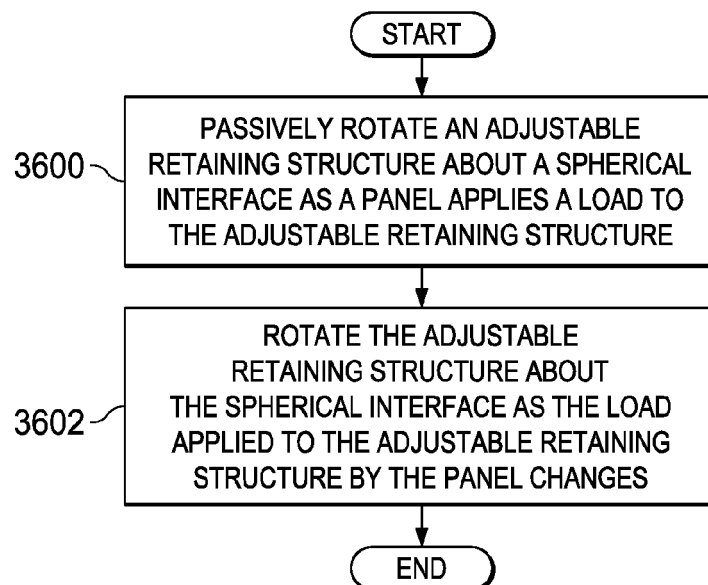 START
3600
PASSIVELY ROTATE AN ADJUSTABLE
RETAINING STRUCTURE ABOUT A SPHERICAL
INTERFACE AS A PANEL APPLIES A LOAD TO
THE ADJUSTABLE RETAINING STRUCTURE
3602
ROTATE THE ADJUSTABLE
RETAINING STRUCTURE ABOUT
THE SPHERICAL INTERFACE AS THE LOAD
APPLIED TO THE ADJUSTABLE RETAINING
STRUCTURE BY THE PANEL CHANGES
END